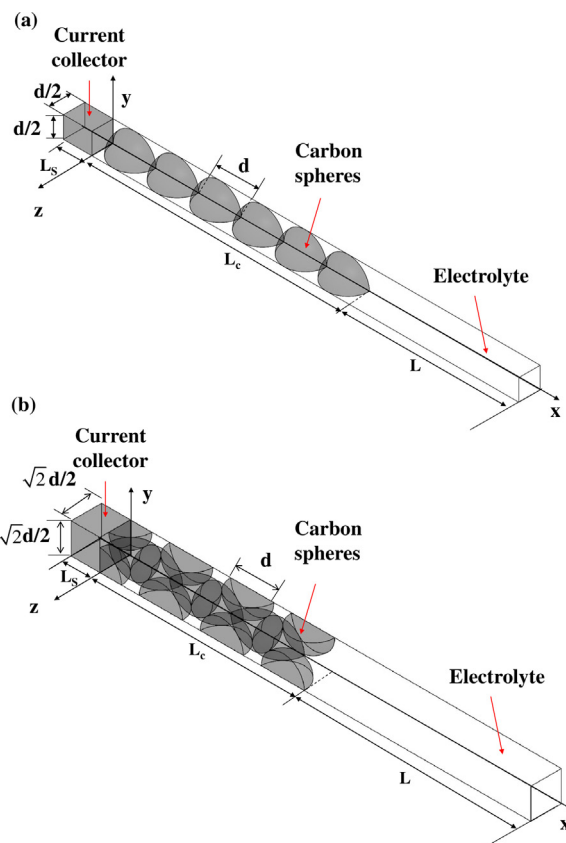 (a)
Current
collector
d/2
y
d/2
Carbon
spheres
d
L_S
z
L_c
Electrolyte
L
x
(b)
Current
collector
√2 d/2
y
√2d/2
Carbon
spheres
d
L_S
z
L_c
Electrolyte
L
x